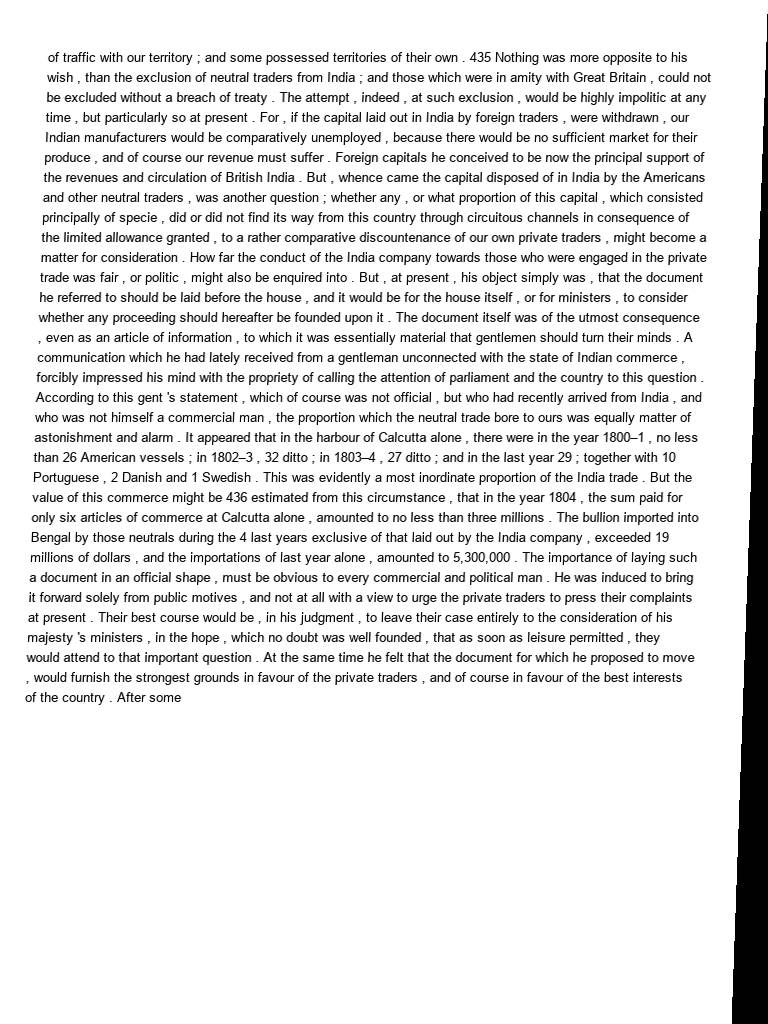 of traffic with our territory ; and some possessed territories of their own . 435 Nothing was more opposite to his
wish , than the exclusion of neutral traders from India ; and those which were in amity with Great Britain , could not
be excluded without a breach of treaty . The attempt , indeed , at such exclusion , would be highly impolitic at any
time , but particularly so at present . For , if the capital laid out in India by foreign traders , were withdrawn , our
Indian manufacturers would be comparatively unemployed , because there would be no sufficient market for their
produce , and of course our revenue must suffer . Foreign capitals he conceived to be now the principal support of
the revenues and circulation of British India . But , whence came the capital disposed of in India by the Americans
and other neutral traders , was another question ; whether any , or what proportion of this capital , which consisted
principally of specie , did or did not find its way from this country through circuitous channels in consequence of
the limited allowance granted , to a rather comparative discountenance of our own private traders , might become a
matter for consideration . How far the conduct of the India company towards those who were engaged in the private
trade was fair , or politic , might also be enquired into . But , at present , his object simply was , that the document
he referred to should be laid before the house , and it would be for the house itself , or for ministers , to consider
whether any proceeding should hereafter be founded upon it . The document itself was of the utmost consequence
, even as an article of information , to which it was essentially material that gentlemen should turn their minds . A
communication which he had lately received from a gentleman unconnected with the state of Indian commerce ,
forcibly impressed his mind with the propriety of calling the attention of parliament and the country to this question .
According to this gent 's statement , which of course was not official , but who had recently arrived from India , and
who was not himself a commercial man , the proportion which the neutral trade bore to ours was equally matter of
astonishment and alarm . It appeared that in the harbour of Calcutta alone , there were in the year 1800–1 , no less
than 26 American vessels ; in 1802–3 , 32 ditto ; in 1803–4 , 27 ditto ; and in the last year 29 ; together with 10
Portuguese , 2 Danish and 1 Swedish . This was evidently a most inordinate proportion of the India trade . But the
value of this commerce might be 436 estimated from this circumstance , that in the year 1804 , the sum paid for
only six articles of commerce at Calcutta alone , amounted to no less than three millions . The bullion imported into
Bengal by those neutrals during the 4 last years exclusive of that laid out by the India company , exceeded 19
millions of dollars , and the importations of last year alone , amounted to 5,300,000 . The importance of laying such
a document in an official shape , must be obvious to every commercial and political man . He was induced to bring
it forward solely from public motives , and not at all with a view to urge the private traders to press their complaints
at present . Their best course would be , in his judgment , to leave their case entirely to the consideration of his
majesty 's ministers , in the hope , which no doubt was well founded , that as soon as leisure permitted , they
would attend to that important question . At the same time he felt that the document for which he proposed to move
, would furnish the strongest grounds in favour of the private traders , and of course in favour of the best interests
of the country . After some